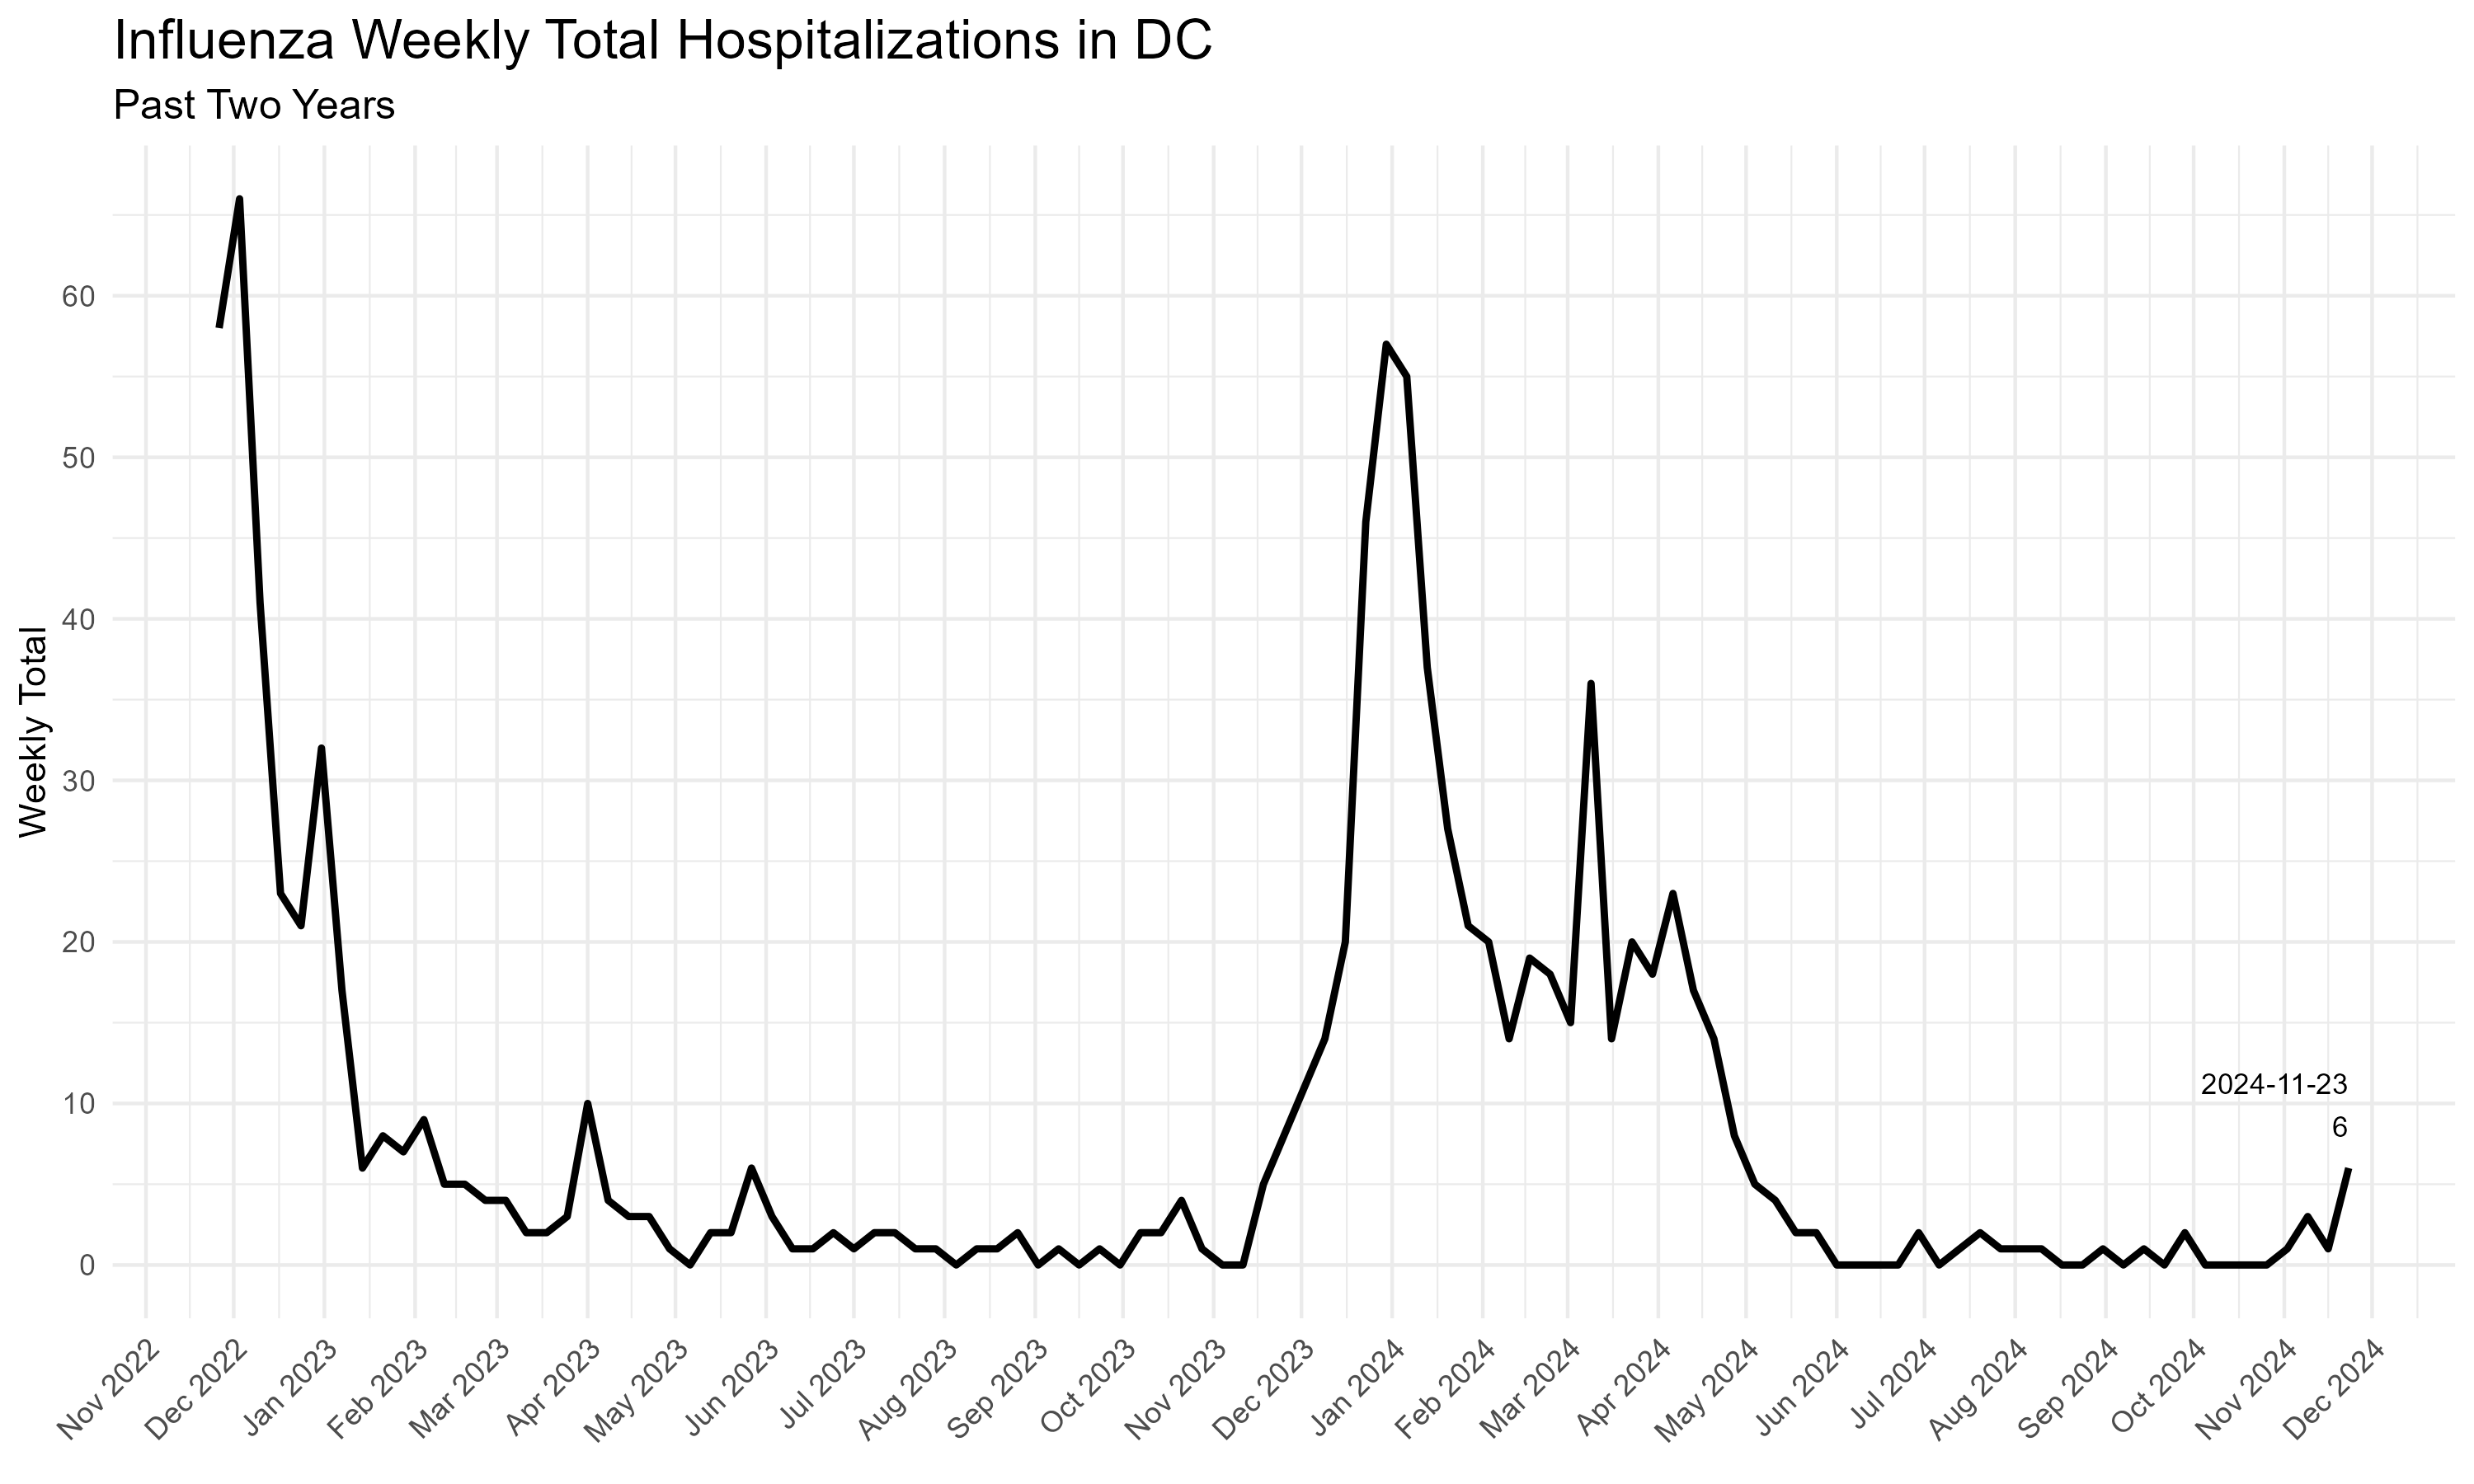 Influenza Weekly Total Hospitalizations in DC
Past Two Years
Weekly Total
60
50
40
30
20
10
0
2024-11-23
6
Nov 2022
Dec 2022
Jan 2023
Feb 2023
Mar 2023
Apr 2023
May 2023
Jun 2023
Jul 2023
Aug 2023
Sep 2023
Oct 2023
Nov 2023
Dec 2023
Jan 2024
Feb 2024
Mar 2024
Apr 2024
May 2024
Jun 2024
Jul 2024
Aug 2024
Sep 2024
Oct 2024
Nov 2024
Dec 2024